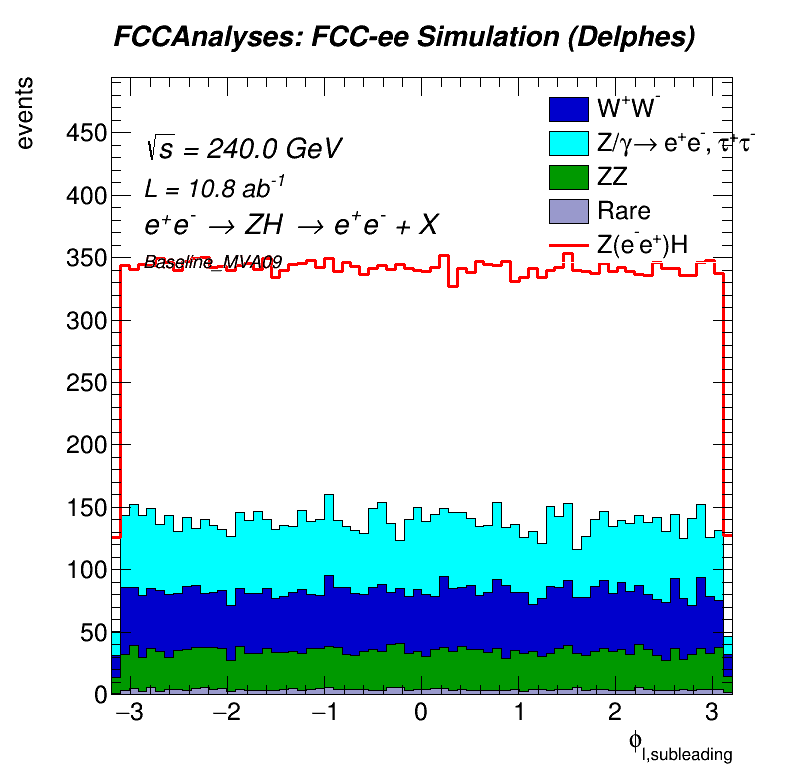 FCCAnalyses: FCC-ee Simulation (Delphes)
events
√s = 240.0 GeV
L = 10.8 ab⁻¹
e⁺e⁻ → ZH → e⁺e⁻ + X
Baseline_MVA09
W⁺W⁻
Z/γ→ e⁺e⁻, τ⁺τ⁻
ZZ
Rare
Z(e⁻e⁺)H
450
400
350
300
250
200
150
100
50
0
−3 −2 −1 0 1 2 3
ϕ l,subleading